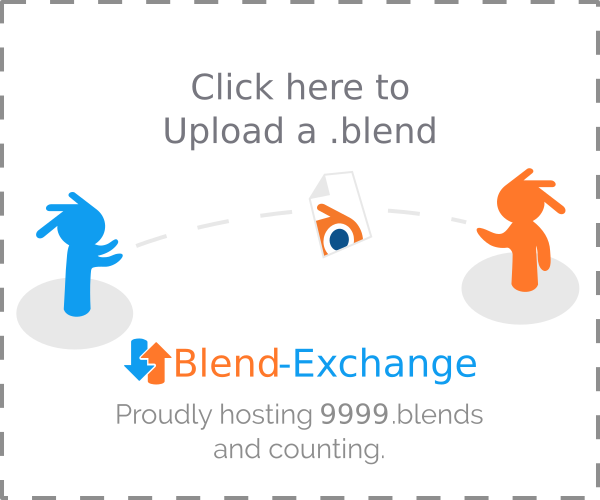 Click here to
Upload a .blend
Blend-Exchange
Proudly hosting 9999.blends
and counting.